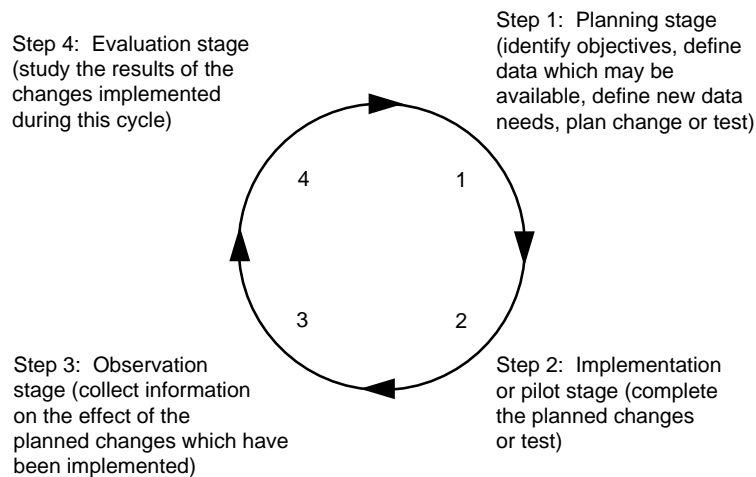 Step 1:  Planning stage
(identify objectives, define
data which may be
available, define new data
needs, plan change or test)
Step 4:  Evaluation stage
(study the results of the
changes implemented
during this cycle)
4
1
3
2
Step 3:  Observation
stage (collect information
on the effect of the
planned changes which have
been implemented)
Step 2:  Implementation
or pilot stage (complete
the planned changes
or test)